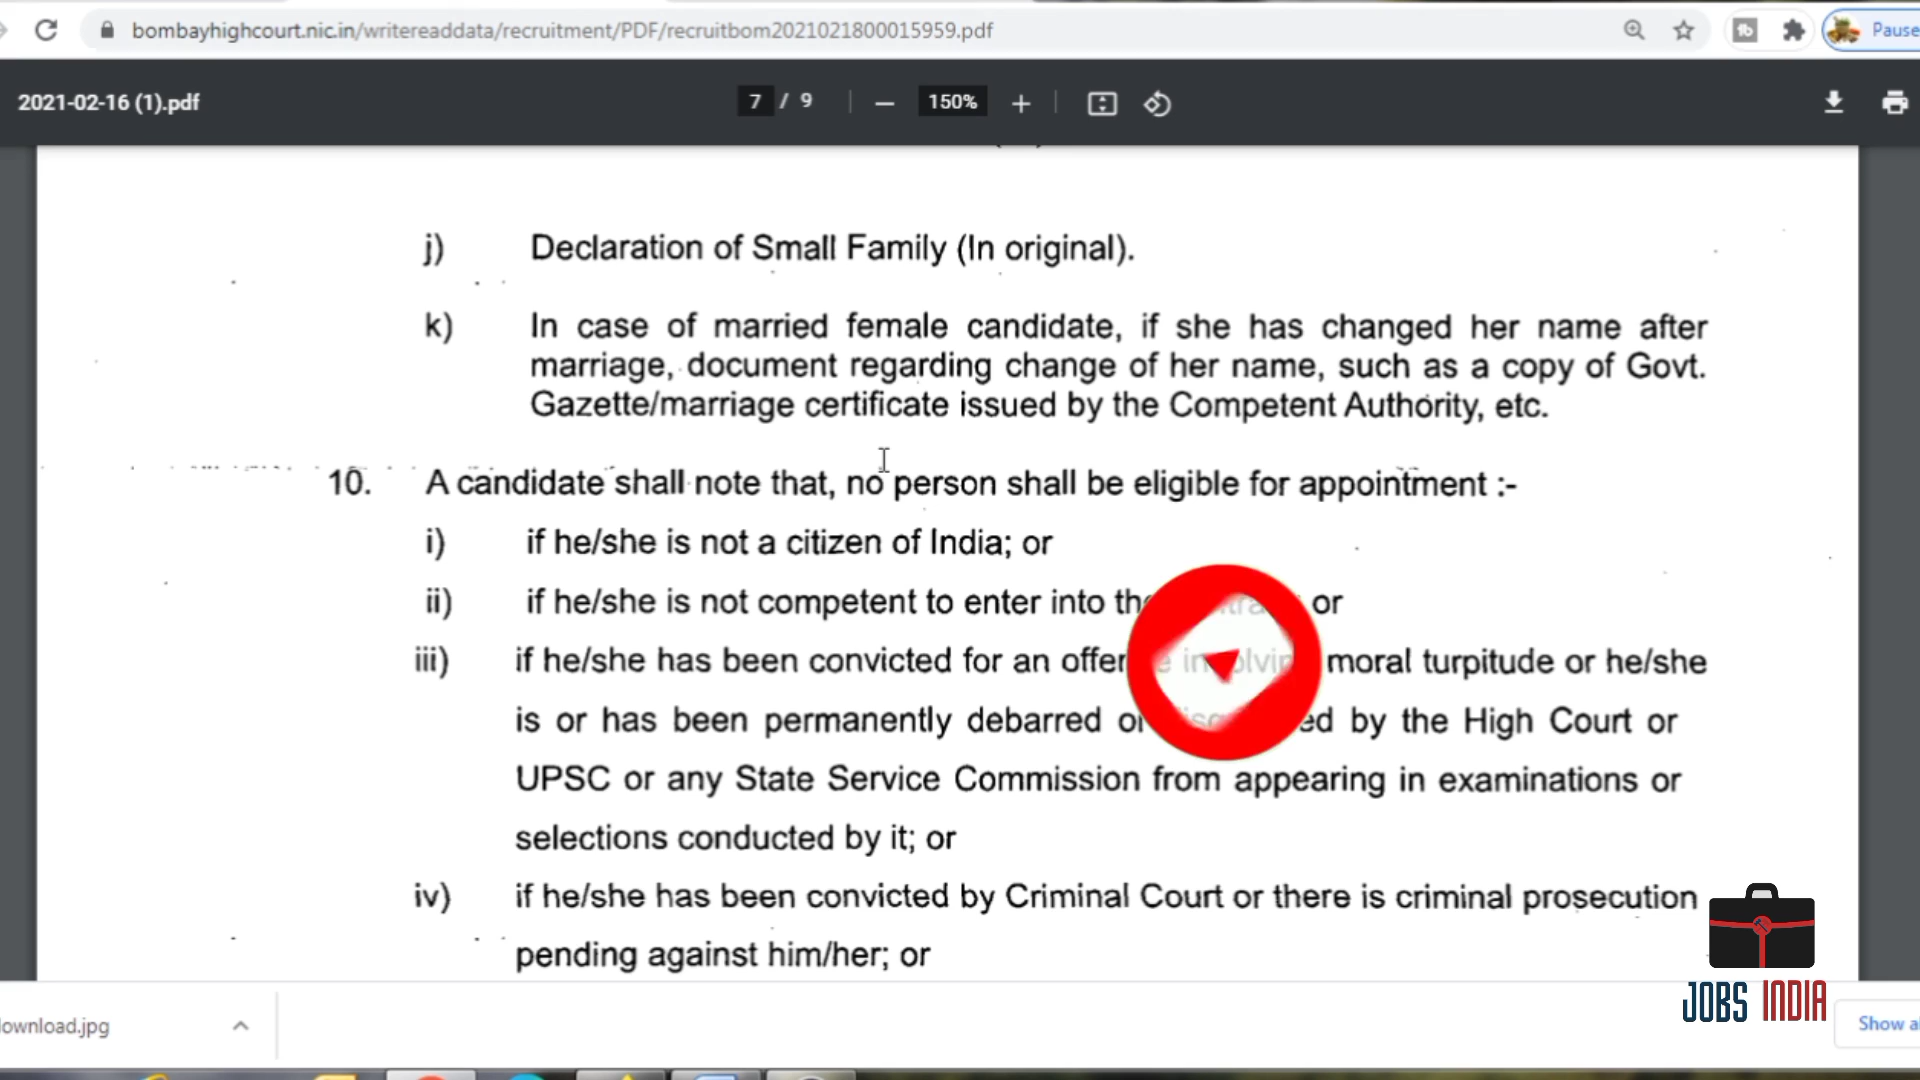 bombayhighcourt.nic.in/writereaddata/recruitment/PDF/recruitbom2021021800015959.pdf
Pause
2021-02-16 (1).pdf
7 / 9
150%
j) Declaration of Small Family (In original).
k) In case of married female candidate, if she has changed her name after
marriage, document regarding change of her name, such as a copy of Govt.
Gazette/marriage certificate issued by the Competent Authority, etc.
10. A candidate shall note that, no person shall be eligible for appointment :-
i) if he/she is not a citizen of India; or
ii) if he/she is not competent to enter into or
iii) if he/she has been convicted for an moral turpitude or he/she
is or has been permanently debarred by the High Court or
UPSC or any State Service Commission from appearing in examinations or
selections conducted by it; or
iv) if he/she has been convicted by Criminal Court or there is criminal prosecution
pending against him/her; or
JOBS INDIA
ownload.jpg
Show